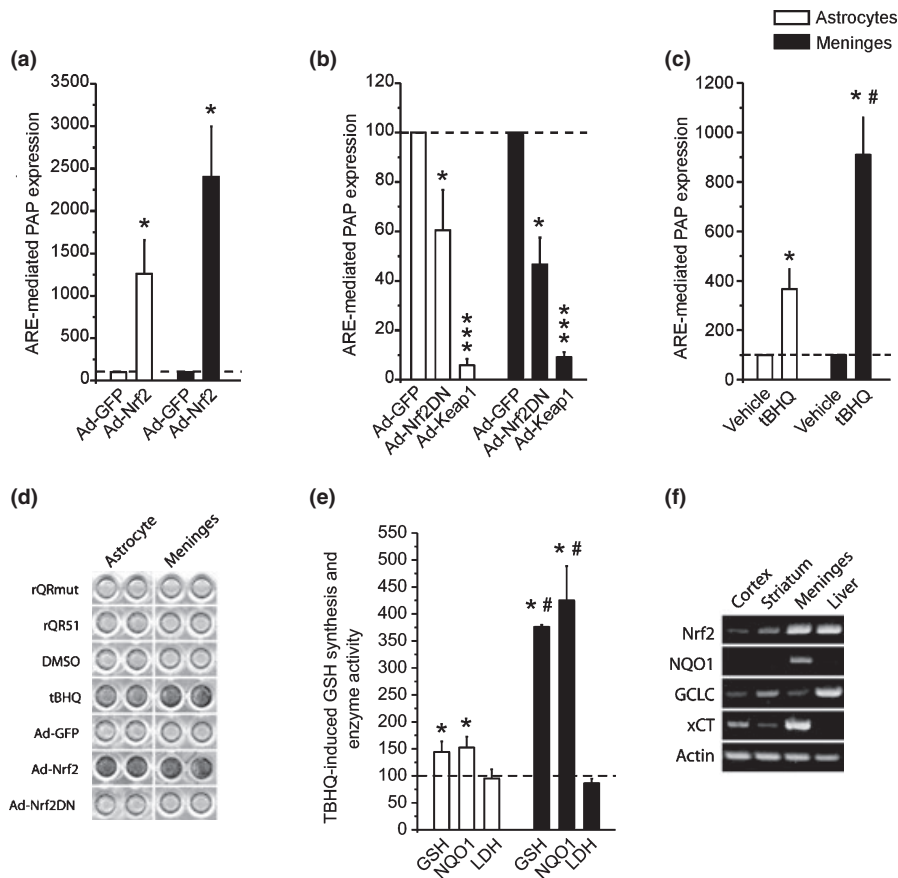 Astrocytes
Meninges
(a)
ARE-mediated PAP expression
3500
3000
2500
2000
1500
1000
500
0
*
*
Ad-GFP
Ad-Nrf2
Ad-GFP
Ad-Nrf2
(b)
ARE-mediated PAP expression
120
100
80
60
40
20
0
*
***
*
***
Ad-GFP
Ad-Nrf2DN
Ad-Keap1
Ad-GFP
Ad-Nrf2DN
Ad-Keap1
(c)
ARE-mediated PAP expression
1200
1000
800
600
400
200
0
*
* #
Vehicle
tBHQ
Vehicle
tBHQ
(d)
Astrocyte
Meninges
rQRmut
rQR51
DMSO
tBHQ
Ad-GFP
Ad-Nrf2
Ad-Nrf2DN
(e)
TBHQ-induced GSH synthesis and
enzyme activity
550
500
450
400
350
300
250
200
150
100
50
0
*
*
* #
* #
GSH
NQO1
LDH
GSH
NQO1
LDH
(f)
Cortex
Striatum
Meninges
Liver
Nrf2
NQO1
GCLC
xCT
Actin